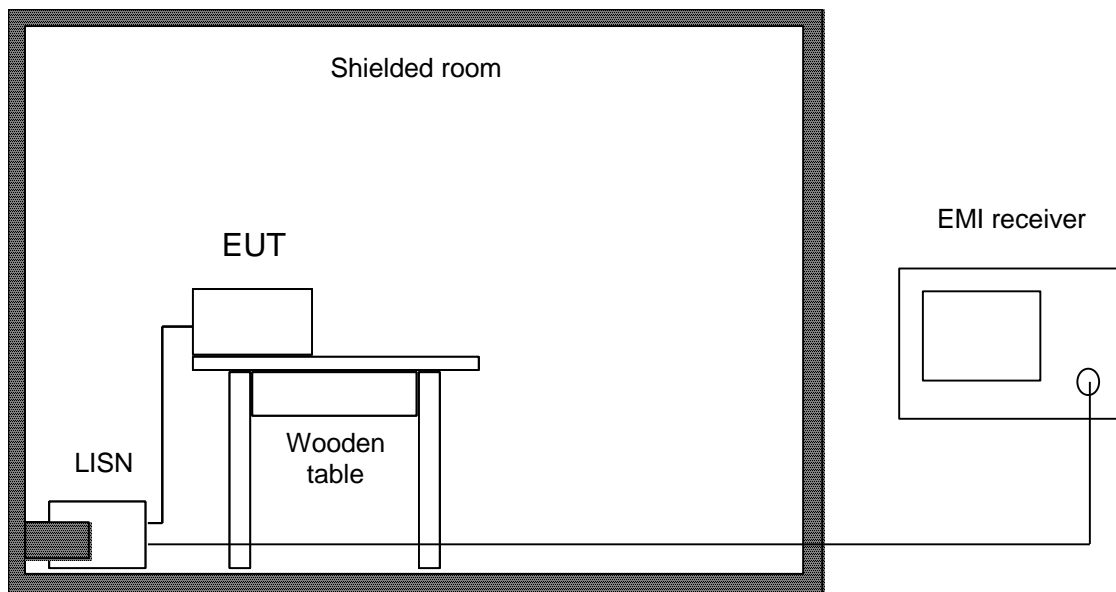 Shielded room
EMI receiver
EUT
Wooden
table
LISN